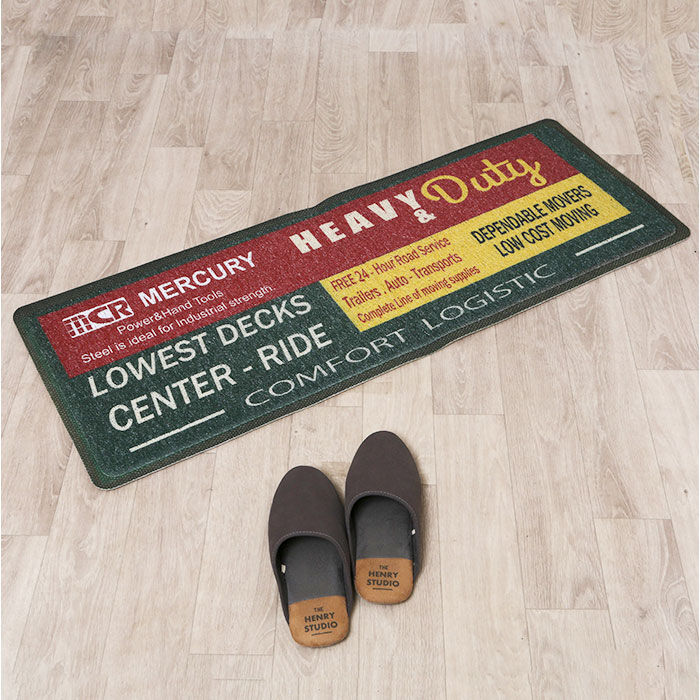 MCR MERCURY
Power&Hand Tools
Steel is ideal for industrial strength.
HEAVY & Duty
LOWEST DECKS
CENTER - RIDE
FREE 24 - Hour Road Service
Trailers , Auto - Transports
Complete Line of moving supplies
DEPENDABLE MOVERS
LOW COST MOVING
COMFORT LOGISTIC
THE
HENRY
STUDIO
THE
HENRY
STUDIO